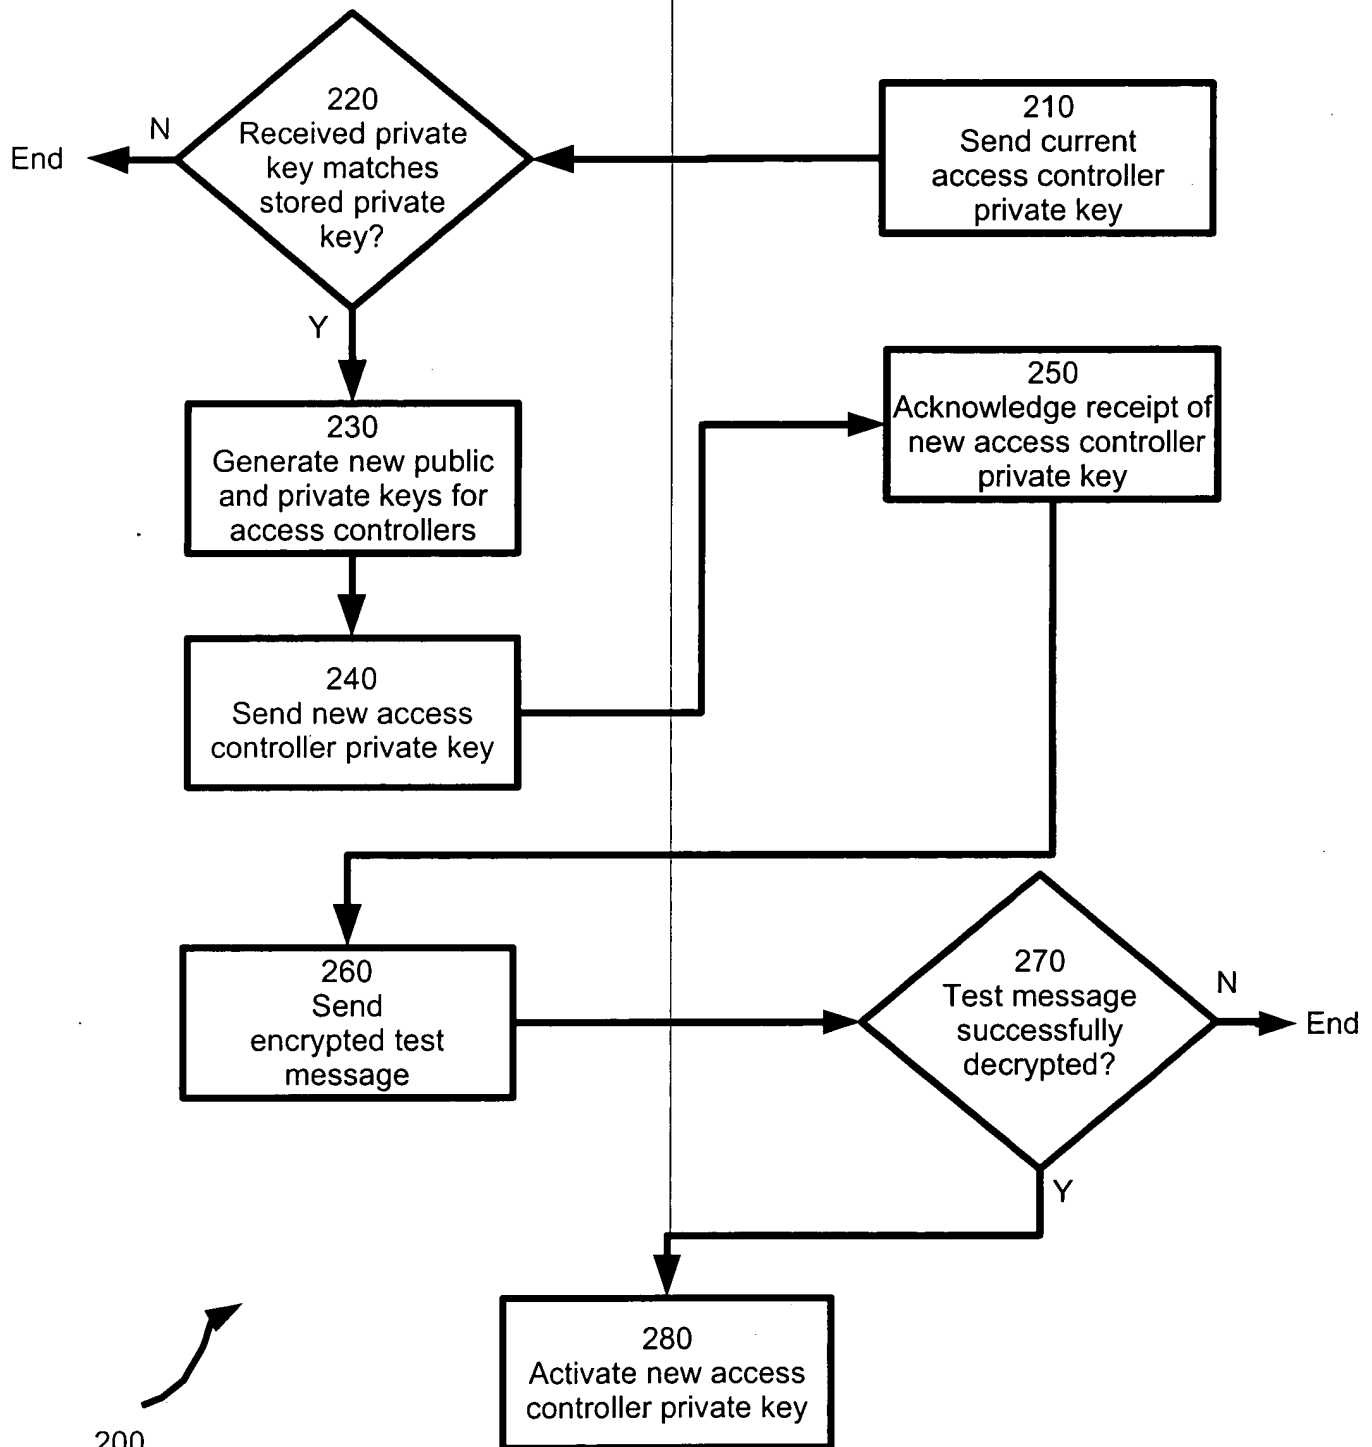 220
Received private
key matches
stored private
key?
N
End
Y
210
Send current
access controller
private key
230
Generate new public
and private keys for
access controllers
250
Acknowledge receipt of
new access controller
private key
240
Send new access
controller private key
260
Send
encrypted test
message
270
Test message
successfully
decrypted?
N
End
Y
280
Activate new access
controller private key
200